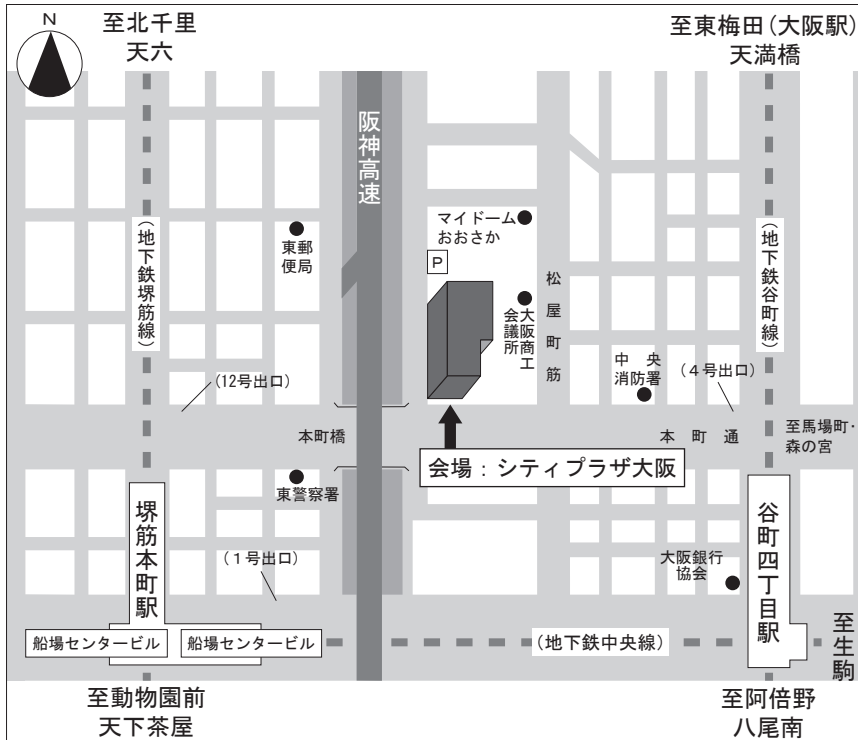 N
至北千里
天六
至東梅田(大阪駅)
天満橋
阪神高速
(地下鉄堺筋線)
東郵
便局
マイドーム
おおさか
P
大阪商工
会議所
松屋町筋
(地下鉄谷町線)
中央
消防署
(4号出口)
(12号出口)
本町橋
本町通
至馬場町・
森の宮
会場：シティプラザ大阪
東警察署
堺筋本町駅
(1号出口)
谷町四丁目駅
大阪銀行
協会
船場センタービル
船場センタービル
(地下鉄中央線)
至生駒
至動物園前
天下茶屋
至阿倍野
八尾南